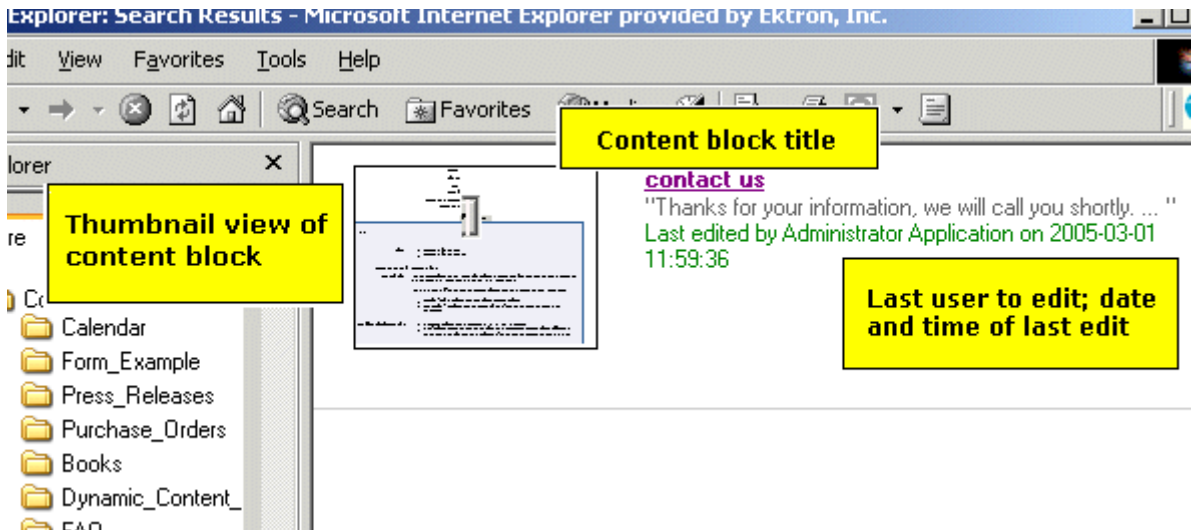 Explorer: Search Results - Microsoft Internet Explorer provided by Ektron, Inc.
dit View Favorites Tools Help
Search Favorites
Content block title
lorer
Thumbnail view of
content block
contact us
"Thanks for your information, we will call you shortly. ... "
Last edited by Administrator Application on 2005-03-01
11:59:36
Last user to edit; date
and time of last edit
re
Calendar
Form_Example
Press_Releases
Purchase_Orders
Books
Dynamic_Content_
FAQ